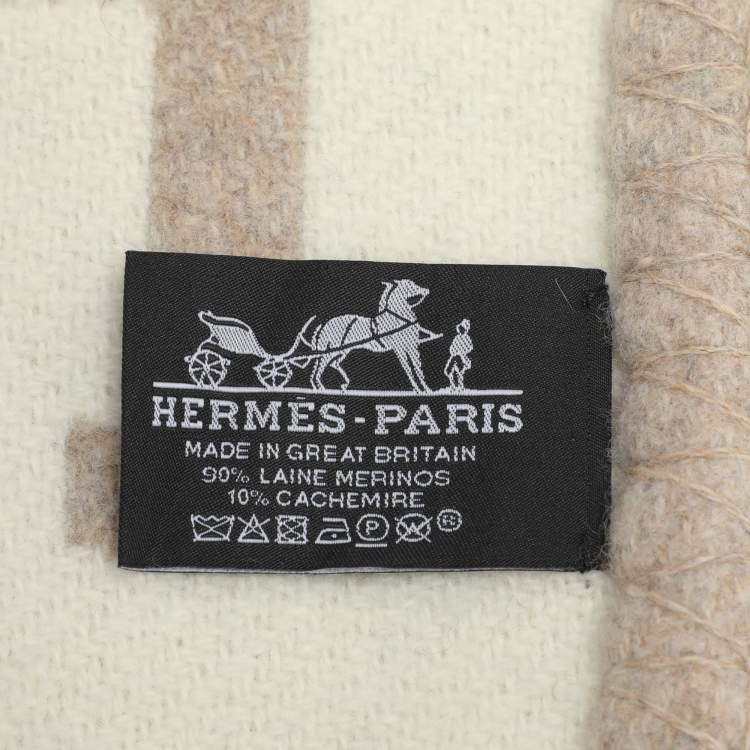 HERMÈS-PARIS
MADE IN GREAT BRITAIN
90% LAINE MERINOS
10% CACHEMIRE
P W ®